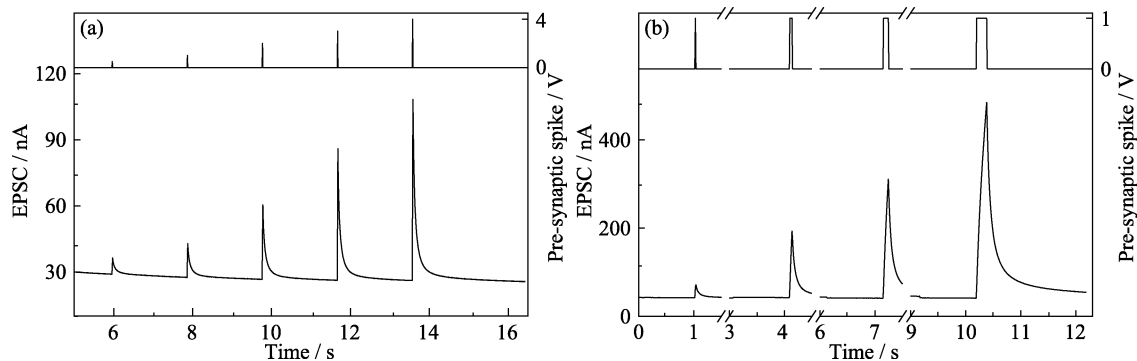 (a)
4
0
120
90
60
30
EPSC / nA
Pre-synaptic spike / V
6 8 10 12 14 16
Time / s
(b)
1
0
400
200
0
EPSC / nA
Pre-synaptic spike / V
0 1 3 4 6 7 9 10 11 12
Time / s